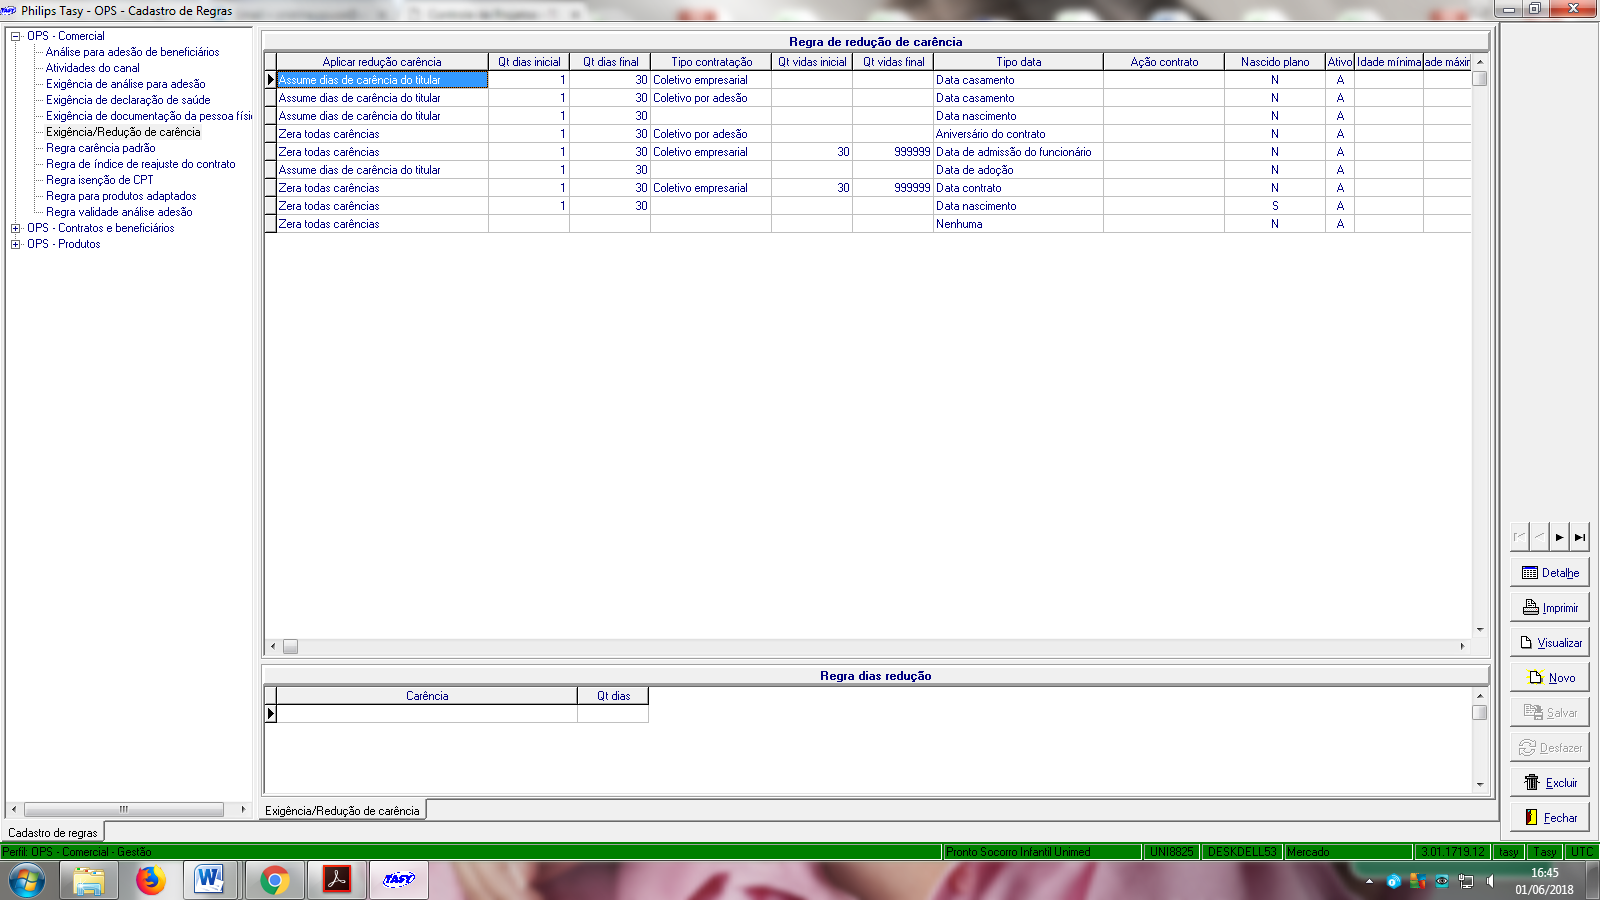 Philips Tasy - OPS - Cadastro de Regras
OPS - Comercial
Análise para adesão de beneficiários
Atividades do canal
Exigência de análise para adesão
Exigência de declaração de saúde
Exigência de documentação da pessoa físi
Exigência/Redução de carência
Regra carência padrão
Regra de índice de reajuste do contrato
Regra isenção de CPT
Regra para produtos adaptados
Regra validade análise adesão
OPS - Contratos e beneficiários
OPS - Produtos
Regra de redução de carência
Aplicar redução carência Qt dias inicial Qt dias final Tipo contratação Qt vidas inicial Qt vidas final Tipo data Ação contrato Nascido plano Ativo Idade mínima ade máxir
Assume dias de carência do titular 1 30 Coletivo empresarial Data casamento N A
Assume dias de carência do titular 1 30 Coletivo por adesão Data casamento N A
Assume dias de carência do titular 1 30 Data nascimento N A
Zera todas carências 1 30 Coletivo por adesão Aniversário do contrato N A
Zera todas carências 1 30 Coletivo empresarial 30 999999 Data de admissão do funcionário N A
Assume dias de carência do titular 1 30 Data de adoção N A
Zera todas carências 1 30 Coletivo empresarial 30 999999 Data contrato N A
Zera todas carências 1 30 Data nascimento S A
Zera todas carências Nenhuma N A
Regra dias redução
Carência Qt dias
Exigência/Redução de carência
Cadastro de regras
Detalhe
Imprimir
Visualizar
Novo
Salvar
Desfazer
Excluir
Fechar
Perfil: OPS - Comercial - Gestão Pronto Socorro Infantil Unimed UNI8825 DESKDELL53 Mercado 3.01.1719.12 tasy Tasy UTC
TASY
16:45
01/06/2018